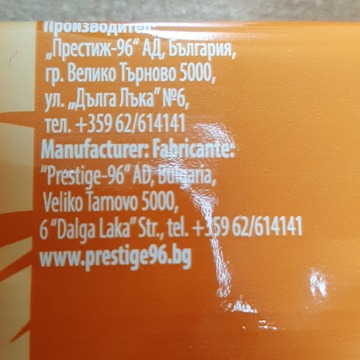 Производител:
„Престиж-96“ АД, България,
гр. Велико Търново 5000,
ул. „Дълга Лъка“ №6,
тел. +359 62/614141
Manufacturer: Fabricante:
“Prestige-96” AD, Bulgaria,
Veliko Tarnovo 5000,
6 “Dalga Laka” Str., tel. +359 62/614141
www.prestige96.bg